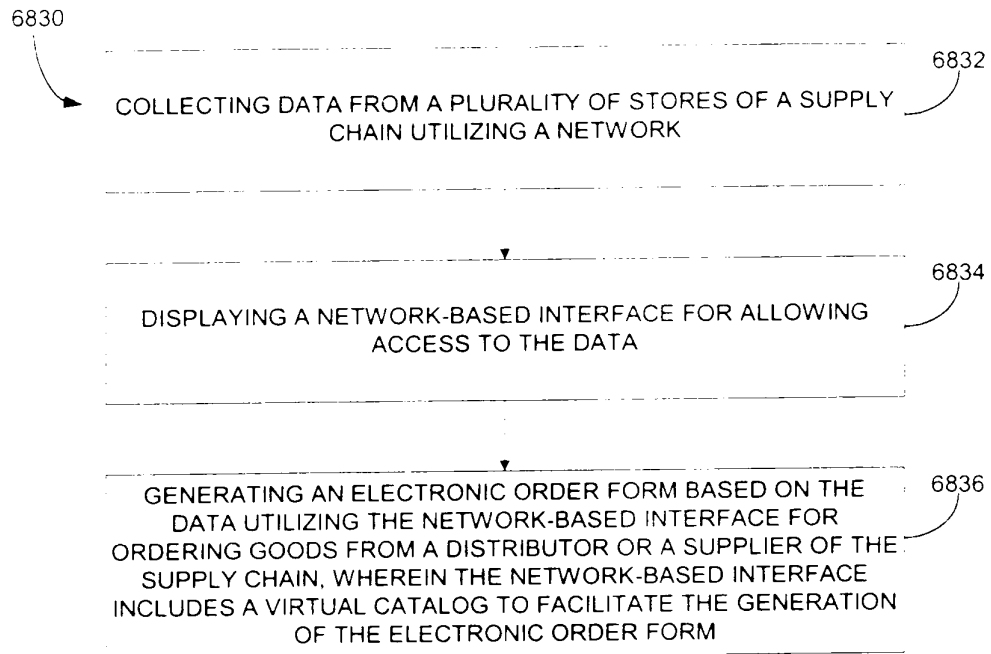 6830
6832
COLLECTING DATA FROM A PLURALITY OF STORES OF A SUPPLY
CHAIN UTILIZING A NETWORK
6834
DISPLAYING A NETWORK-BASED INTERFACE FOR ALLOWING
ACCESS TO THE DATA
6836
GENERATING AN ELECTRONIC ORDER FORM BASED ON THE
DATA UTILIZING THE NETWORK-BASED INTERFACE FOR
ORDERING GOODS FROM A DISTRIBUTOR OR A SUPPLIER OF THE
SUPPLY CHAIN, WHEREIN THE NETWORK-BASED INTERFACE
INCLUDES A VIRTUAL CATALOG TO FACILITATE THE GENERATION
OF THE ELECTRONIC ORDER FORM